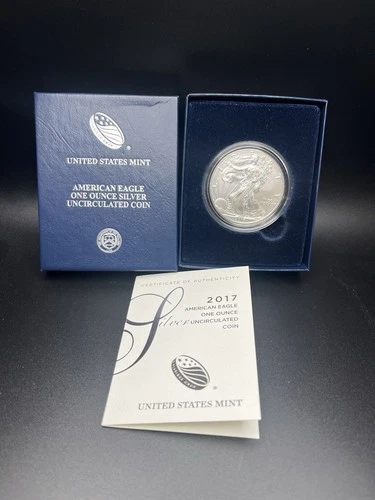 UNITED STATES MINT
AMERICAN EAGLE
ONE OUNCE SILVER
UNCIRCULATED COIN
CERTIFICATE OF AUTHENTICITY
2017
AMERICAN EAGLE
ONE OUNCE
Silver UNCIRCULATED
COIN
UNITED STATES MINT